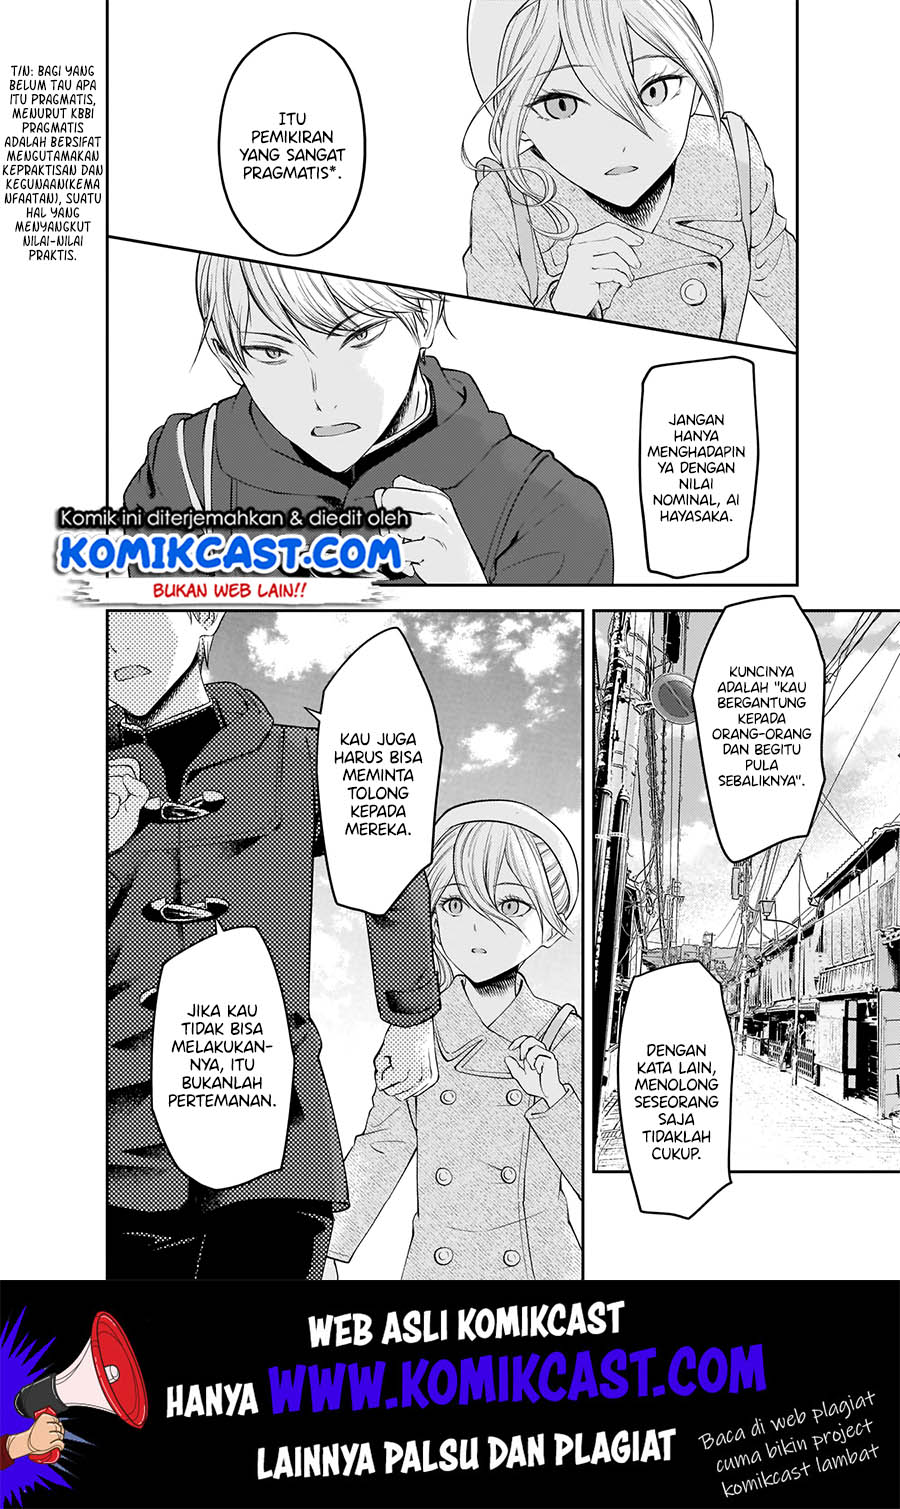 T/N: BAGI YANG
BELUM TAU APA
ITU PRAGMATIS,
MENURUT KBBI
PRAGMATIS
ADALAH BERSIFAT
MENGUTAMAKAN
KEPRAKTISAN DAN
KEGUNAAN(KEMA
NFAATAN), SUATU
HAL YANG
MENYANGKUT
NILAI-NILAI
PRAKTIS.
ITU
PEMIKIRAN
YANG SANGAT
PRAGMATIS*.
JANGAN
HANYA
MENGHADAPIN
YA DENGAN
NILAI
NOMINAL, AI
HAYASAKA.
Komik ini diterjemahkan & diedit oleh
KOMIKCAST.COM
BUKAN WEB LAIN!!
KUNCINYA
ADALAH "KAU
BERGANTUNG
KEPADA
ORANG-ORANG
DAN BEGITU
PULA
SEBALIKNYA".
DENGAN
KATA LAIN,
MENOLONG
SESEORANG
SAJA
TIDAKLAH
CUKUP.
KAU JUGA
HARUS BISA
MEMINTA
TOLONG
KEPADA
MEREKA.
JIKA KAU
TIDAK BISA
MELAKUKAN-
NYA, ITU
BUKANLAH
PERTEMANAN.
WEB ASLI KOMIKCAST
HANYA WWW.KOMIKCAST.COM
LAINNYA PALSU DAN PLAGIAT
Baca di web plagiat
cuma bikin project
komikcast lambat